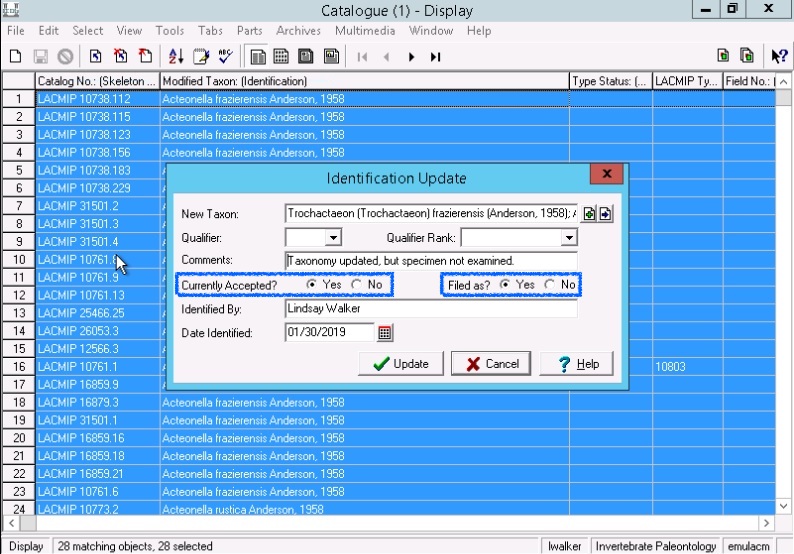 Catalogue (1) - Display
File Edit Select View Tools Tabs Parts Archives Multimedia Window Help
Catalog No.: (Skeleton ... Modified Taxon: (Identification) Type Status: (... LACMIP Ty... Field No.: (
1 LACMIP 10738.112 Acteonella frazierensis Anderson, 1958
2 LACMIP 10738.115 Acteonella frazierensis Anderson, 1958
3 LACMIP 10738.123 Acteonella frazierensis Anderson, 1958
4 LACMIP 10738.156 Acteonella frazierensis Anderson, 1958
5 LACMIP 10738.183
6 LACMIP 10738.229
7 LACMIP 31501.2
8 LACMIP 31501.3
9 LACMIP 31501.4
10 LACMIP 10761.
11 LACMIP 10761.9
12 LACMIP 10761.13
13 LACMIP 25466.25
14 LACMIP 26053.3
15 LACMIP 12566.3
16 LACMIP 10761.1 10803
17 LACMIP 16859.9
18 LACMIP 16879.3 Acteonella frazierensis Anderson, 1958
19 LACMIP 31501.1 Acteonella frazierensis Anderson, 1958
20 LACMIP 16859.16 Acteonella frazierensis Anderson, 1958
21 LACMIP 16859.18 Acteonella frazierensis Anderson, 1958
22 LACMIP 16859.21 Acteonella frazierensis Anderson, 1958
23 LACMIP 10761.6 Acteonella frazierensis Anderson, 1958
24 LACMIP 10773.2 Acteonella rustica Anderson, 1958
Identification Update
New Taxon: Trochactaeon (Trochactaeon) frazierensis (Anderson, 1958);
Qualifier: Qualifier Rank:
Comments: Taxonomy updated, but specimen not examined.
Currently Accepted? Yes No Filed as? Yes No
Identified By: Lindsay Walker
Date Identified: 01/30/2019
Update Cancel Help
Display 28 matching objects, 28 selected lwalker Invertebrate Paleontology emulacm